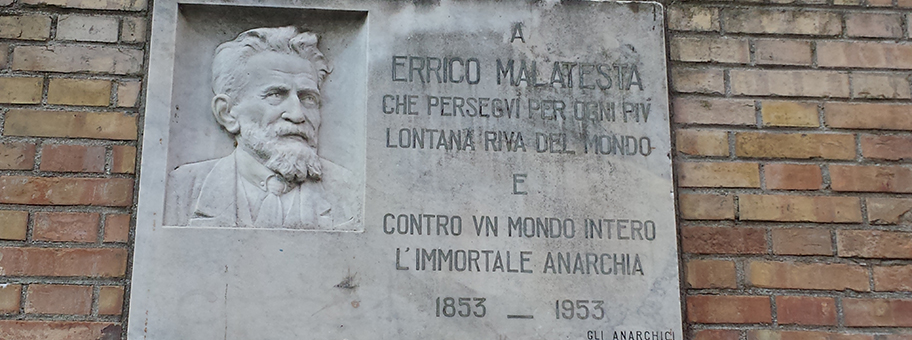 A
ERRICO MALATESTA
CHE PERSEGVÌ PER OGNI PIV
LONTANA RIVA DEL MONDO
E
CONTRO VN MONDO INTERO
L'IMMORTALE ANARCHIA
1853 — 1953
GLI ANARCHICI